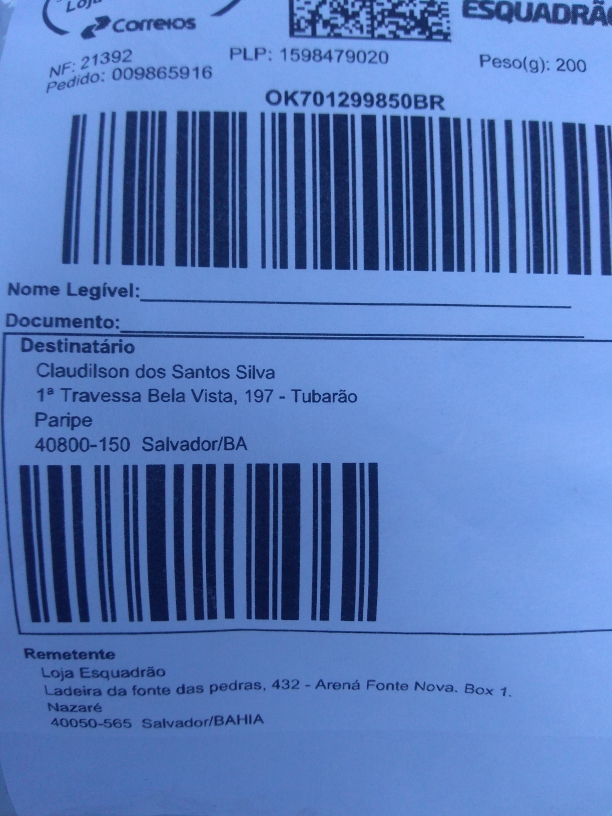 Loja
Correios
ESQUADRÃO
NF: 21392
PLP: 1598479020
Peso(g): 200
Pedido: 009865916
OK701299850BR
Nome Legível:
Documento:
Destinatário
Claudilson dos Santos Silva
1ª Travessa Bela Vista, 197 - Tubarão
Paripe
40800-150 Salvador/BA
Remetente
Loja Esquadrão
Ladeira da fonte das pedras, 432 - Arená Fonte Nova. Box 1.
Nazaré
40050-565 Salvador/BAHIA